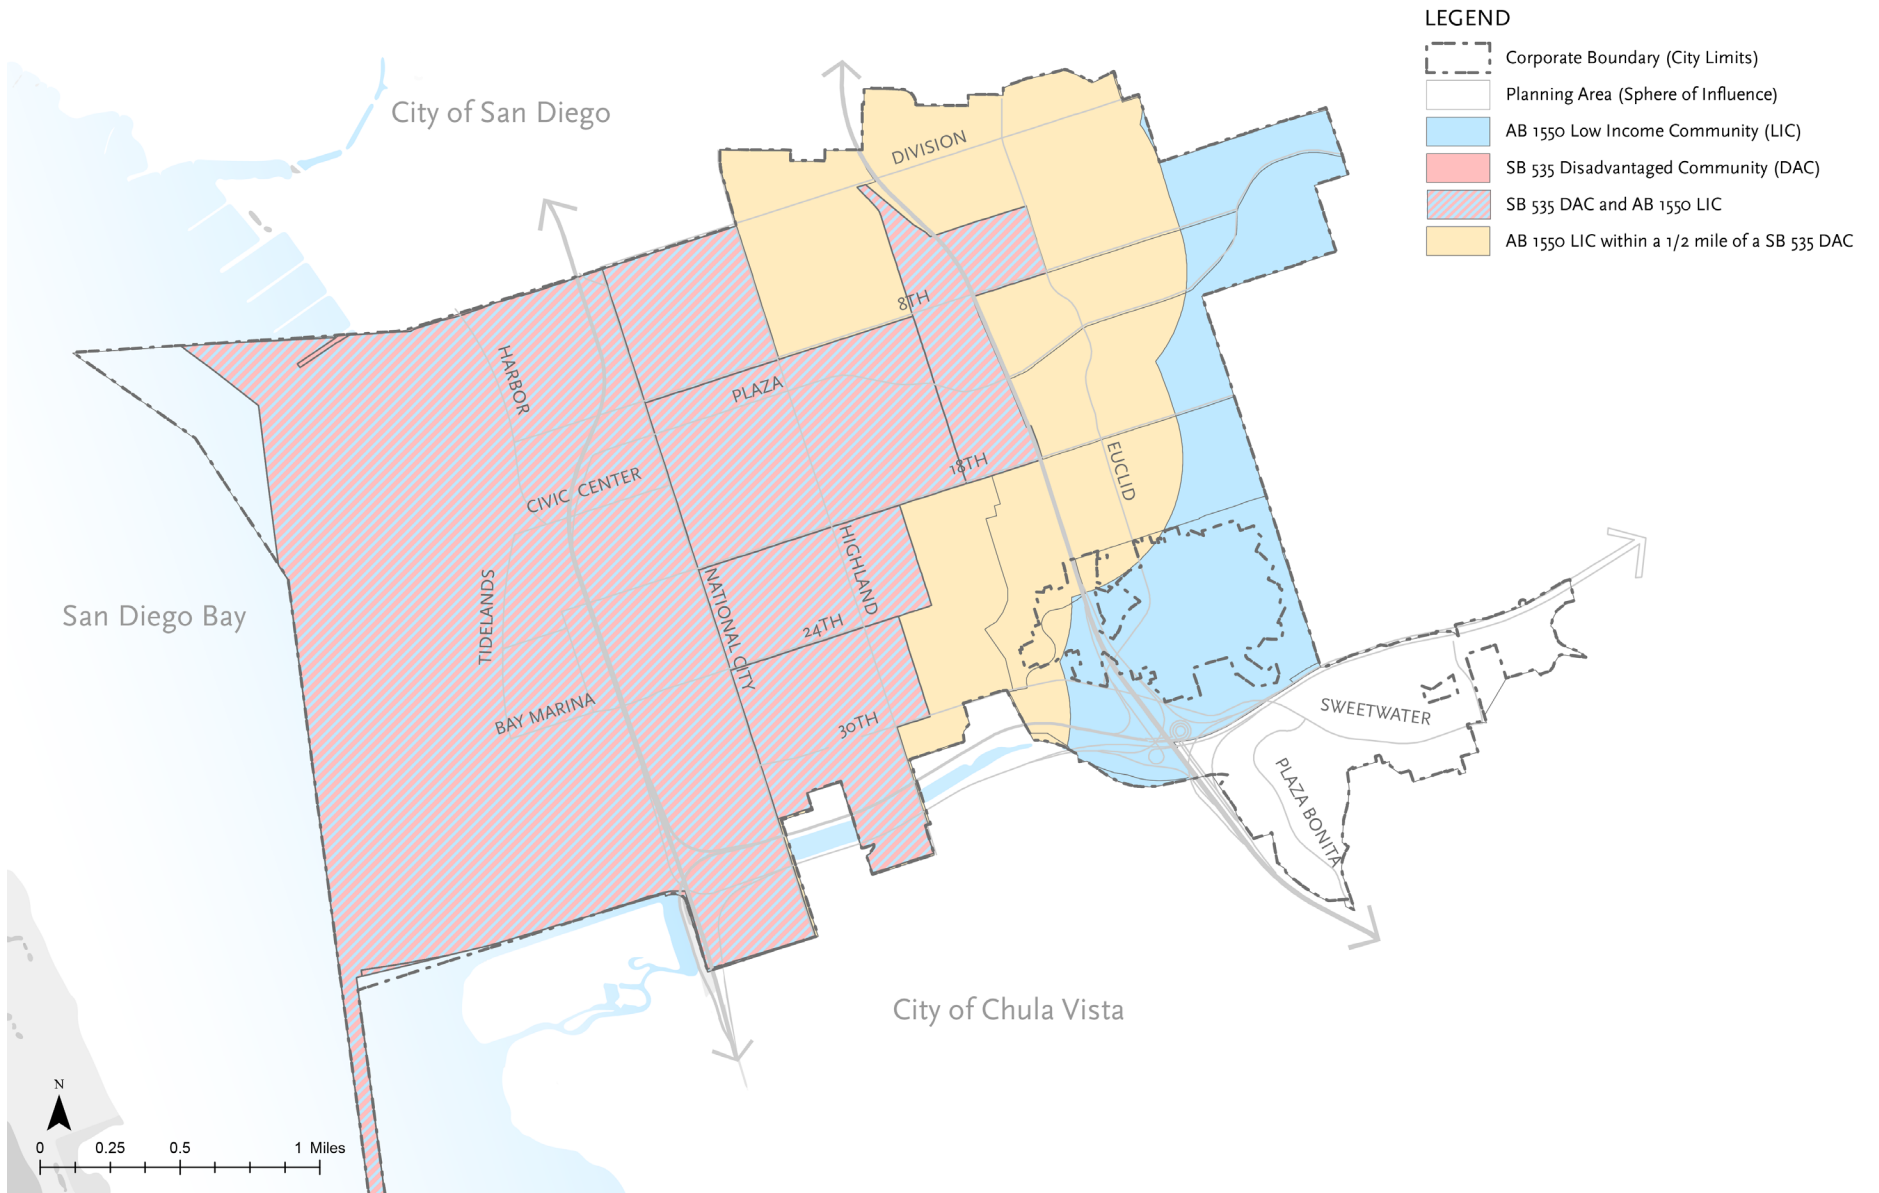 LEGEND
Corporate Boundary (City Limits)
Planning Area (Sphere of Influence)
AB 1550 Low Income Community (LIC)
SB 535 Disadvantaged Community (DAC)
SB 535 DAC and AB 1550 LIC
AB 1550 LIC within a 1/2 mile of a SB 535 DAC
City of San Diego
DIVISION
8TH
HARBOR
PLAZA
18TH
EUCLID
CIVIC CENTER
HIGHLAND
TIDELANDS
NATIONAL CITY
24TH
San Diego Bay
BAY MARINA
30TH
SWEETWATER
PLAZA BONITA
City of Chula Vista
N
0 0.25 0.5 1 Miles